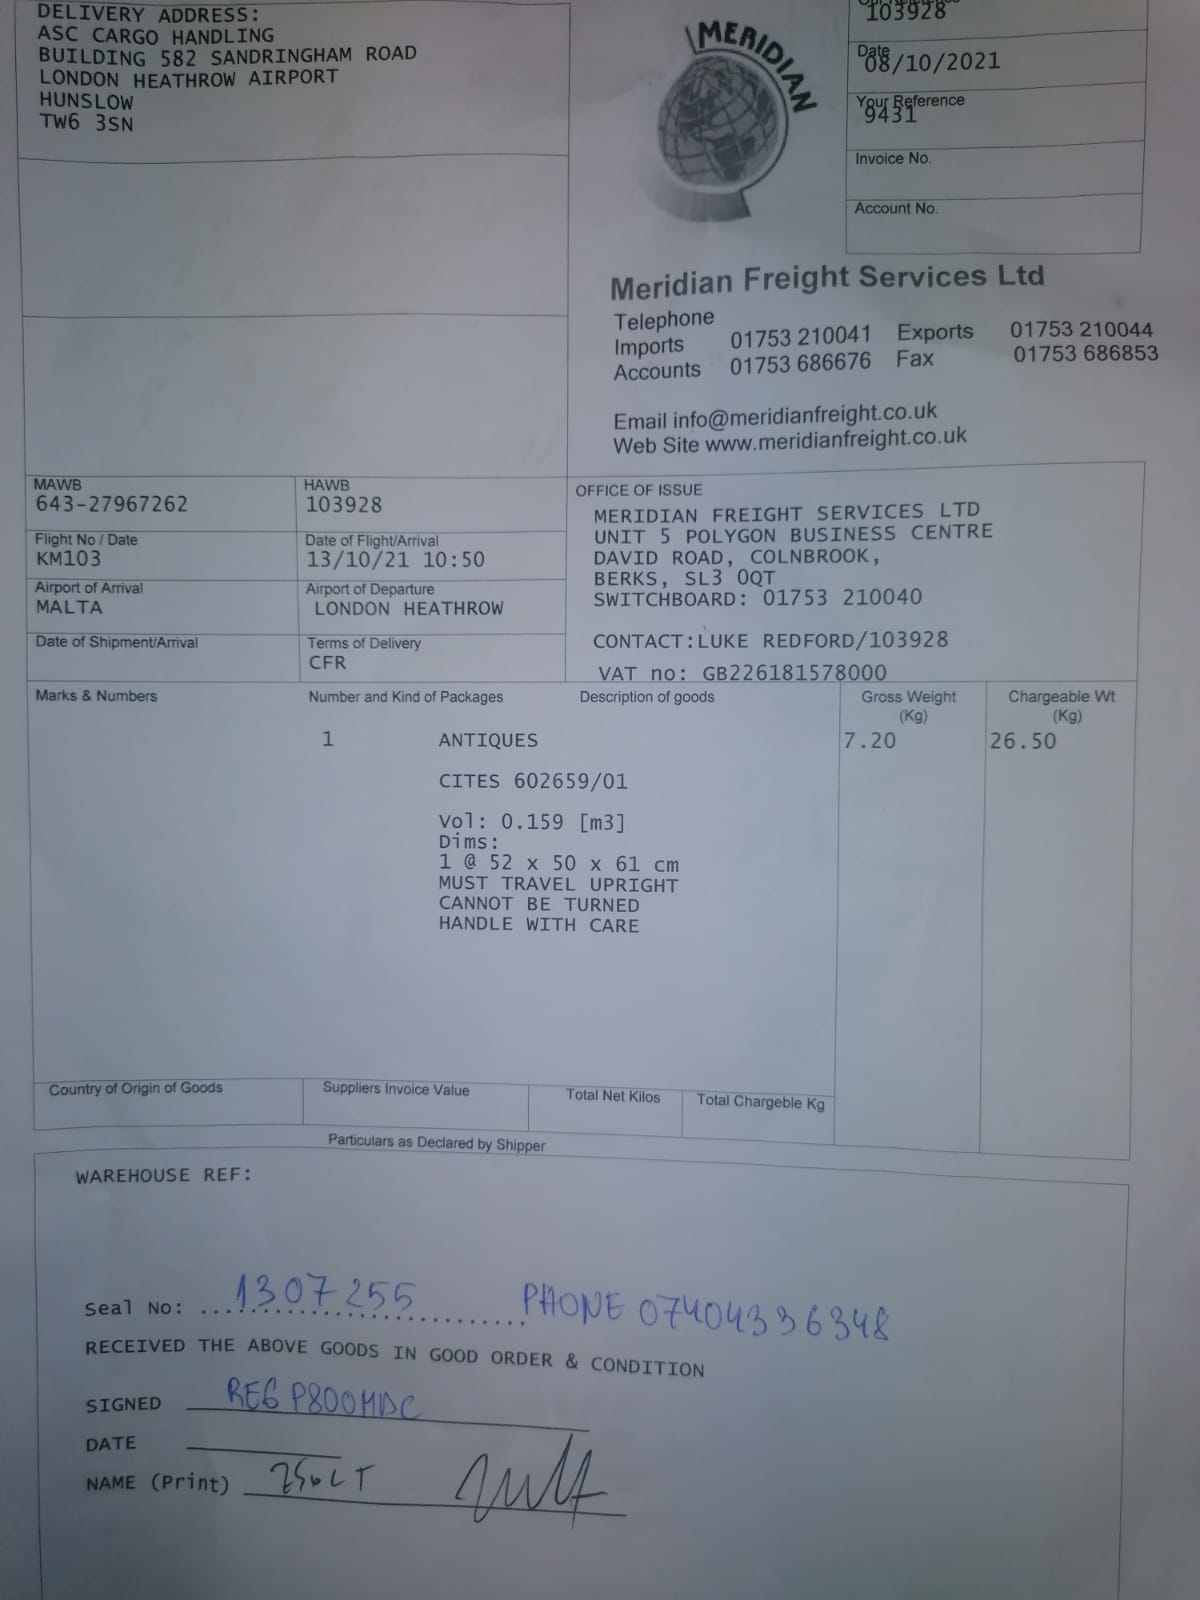 DELIVERY ADDRESS:
ASC CARGO HANDLING
BUILDING 582 SANDRINGHAM ROAD
LONDON HEATHROW AIRPORT
HUNSLOW
TW6 3SN
MERIDIAN
103928
Date
08/10/2021
Your Reference
9431
Invoice No.
Account No.
Meridian Freight Services Ltd
Telephone
Imports 01753 210041 Exports 01753 210044
Accounts 01753 686676 Fax 01753 686853
Email info@meridianfreight.co.uk
Web Site www.meridianfreight.co.uk
MAWB
643-27967262
HAWB
103928
Flight No / Date
KM103
Date of Flight/Arrival
13/10/21 10:50
Airport of Arrival
MALTA
Airport of Departure
LONDON HEATHROW
Date of Shipment/Arrival
Terms of Delivery
CFR
OFFICE OF ISSUE
MERIDIAN FREIGHT SERVICES LTD
UNIT 5 POLYGON BUSINESS CENTRE
DAVID ROAD, COLNBROOK,
BERKS, SL3 0QT
SWITCHBOARD: 01753 210040
CONTACT:LUKE REDFORD/103928
VAT no: GB226181578000
Marks & Numbers
Number and Kind of Packages
Description of goods
Gross Weight
(Kg)
Chargeable Wt
(Kg)
1 ANTIQUES 7.20 26.50
CITES 602659/01
Vol: 0.159 [m3]
Dims:
1 @ 52 x 50 x 61 cm
MUST TRAVEL UPRIGHT
CANNOT BE TURNED
HANDLE WITH CARE
Country of Origin of Goods
Suppliers Invoice Value
Total Net Kilos
Total Chargeble Kg
Particulars as Declared by Shipper
WAREHOUSE REF:
Seal No: 1307255 PHONE 07404336348
RECEIVED THE ABOVE GOODS IN GOOD ORDER & CONDITION
SIGNED REG P800MDC
DATE
NAME (Print)